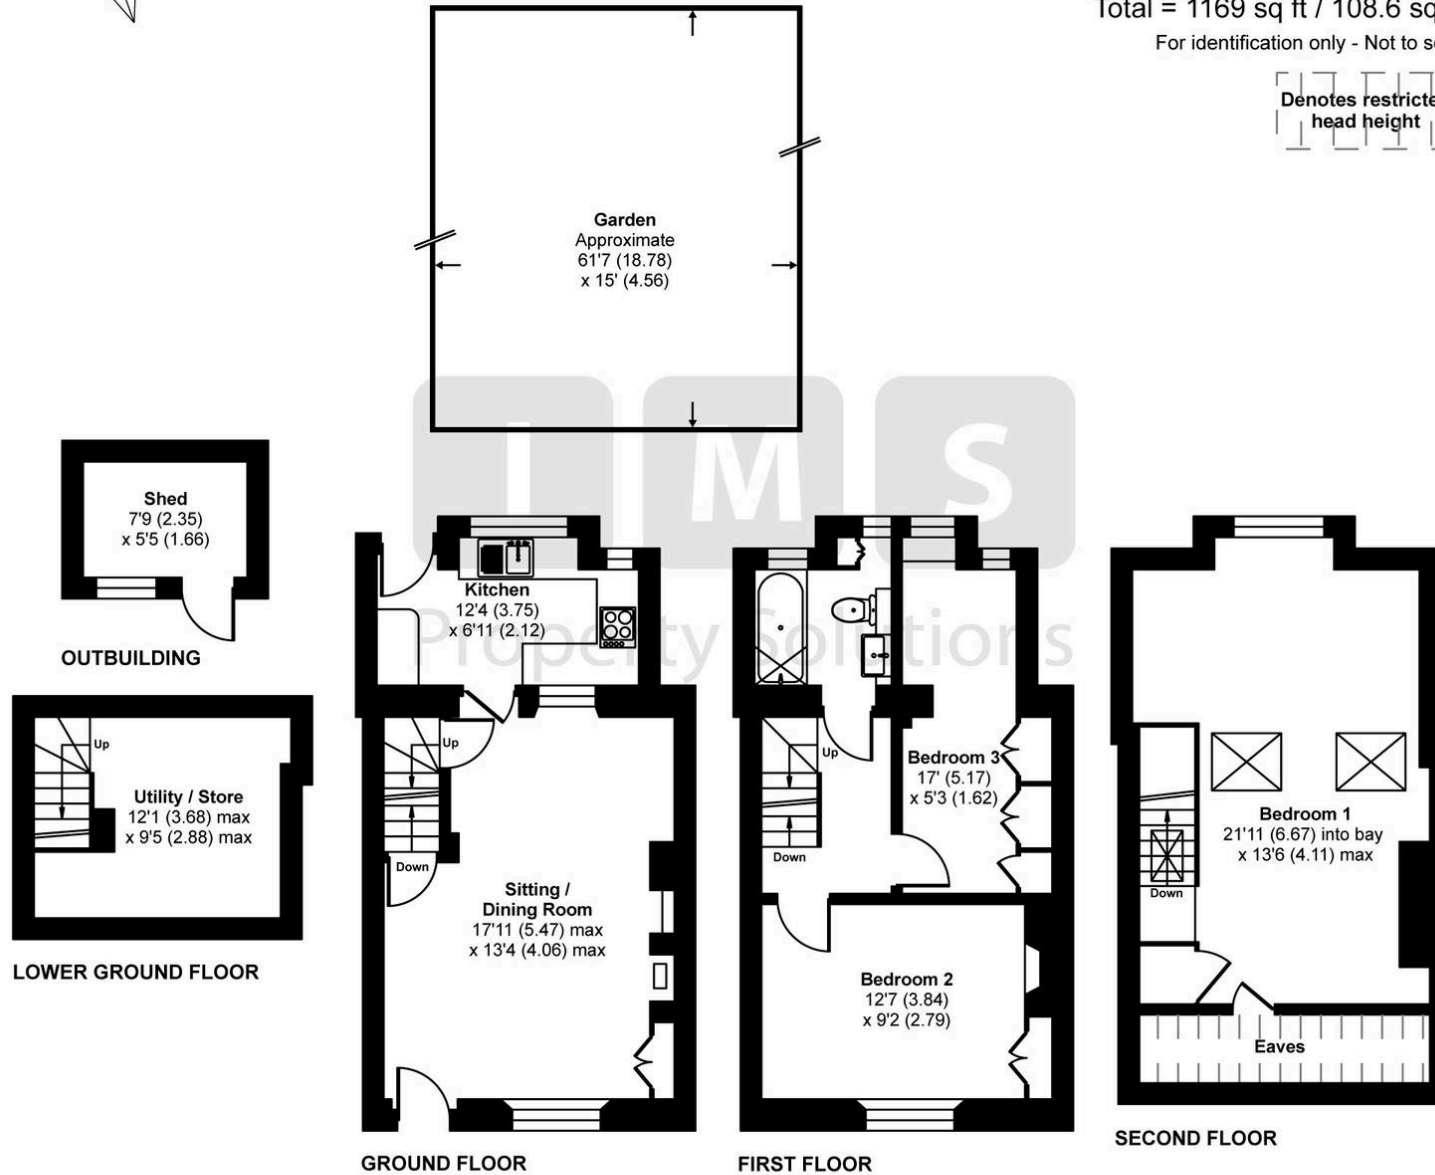 Total = 1169 sq ft / 108.6 sq
For identification only - Not to s
Denotes restricte
head height
Garden
Approximate
61'7 (18.78)
x 15' (4.56)
IMS
Property Solutions
Shed
7'9 (2.35)
x 5'5 (1.66)
OUTBUILDING
Up
Utility / Store
12'1 (3.68) max
x 9'5 (2.88) max
LOWER GROUND FLOOR
Kitchen
12'4 (3.75)
x 6'11 (2.12)
Up
Down
Sitting /
Dining Room
17'11 (5.47) max
x 13'4 (4.06) max
GROUND FLOOR
Up
Down
Bedroom 3
17' (5.17)
x 5'3 (1.62)
Bedroom 2
12'7 (3.84)
x 9'2 (2.79)
FIRST FLOOR
Bedroom 1
21'11 (6.67) into bay
x 13'6 (4.11) max
Down
Eaves
SECOND FLOOR